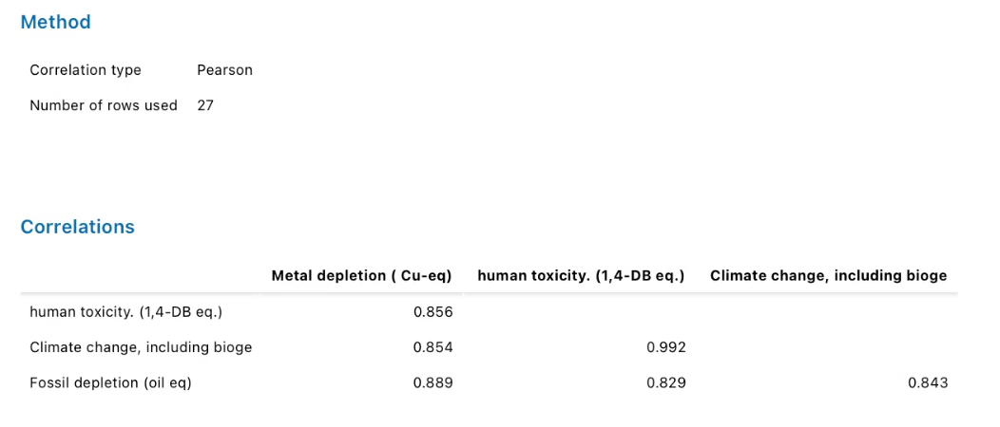 Method
Correlation type Pearson
Number of rows used 27
Correlations
Metal depletion ( Cu-eq) human toxicity. (1,4-DB eq.) Climate change, including bioge
human toxicity. (1,4-DB eq.) 0.856
Climate change, including bioge 0.854 0.992
Fossil depletion (oil eq) 0.889 0.829 0.843